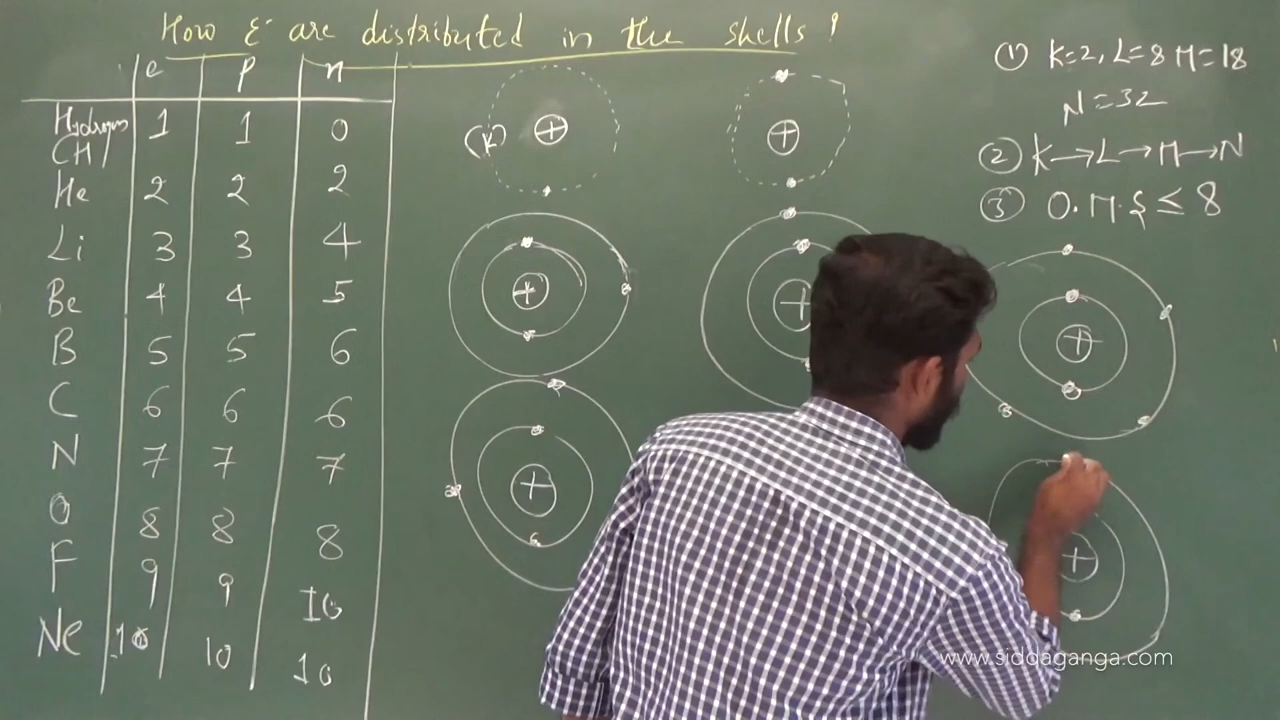 How e⁻ are distributed in the shells?
e p n
Hydrogen 1 1 0
(H)
He 2 2 2
Li 3 3 4
Be 4 4 5
B 5 5 6
C 6 6 6
N 7 7 7
O 8 8 8
F 9 9 10
Ne 10 10 10
(K) + +
+ +
+
+ +
① K=2, L=8 M=18
N=32
② K→L→M→N
③ O.M.S ≤ 8
www.siddaganga.com